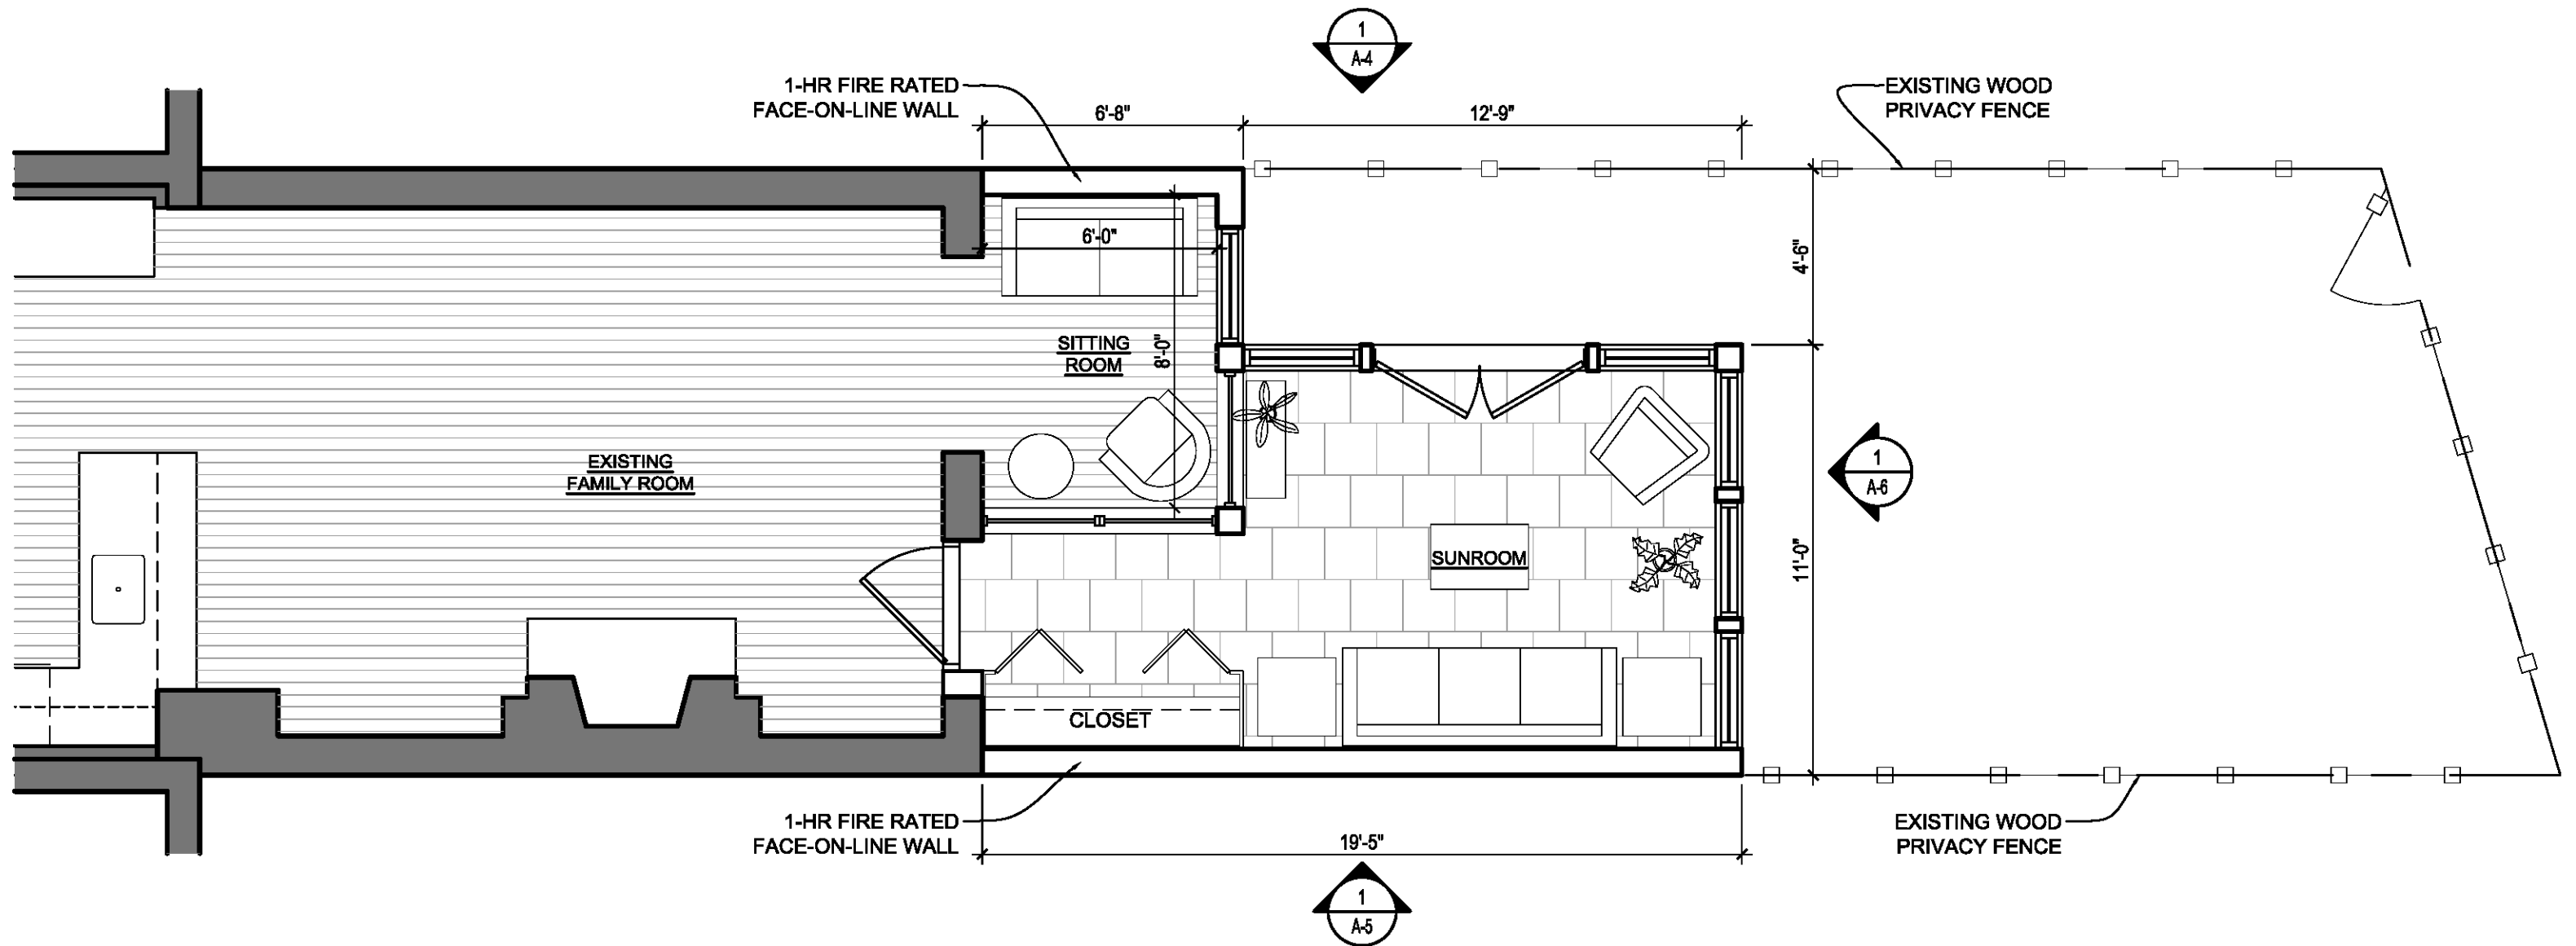 1
A-4
1-HR FIRE RATED
FACE-ON-LINE WALL
6'-8"
12'-9"
EXISTING WOOD
PRIVACY FENCE
6'-0"
4'-6"
SITTING
ROOM
8'-0"
EXISTING
FAMILY ROOM
1
A-6
SUNROOM
11'-0"
CLOSET
1-HR FIRE RATED
FACE-ON-LINE WALL
19'-5"
EXISTING WOOD
PRIVACY FENCE
1
A-5